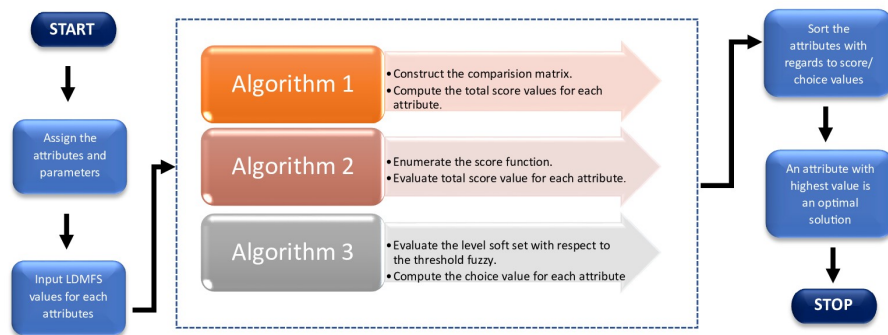 START
Assign the
attributes and
parameters
Input LDMFS
values for each
attributes
Algorithm 1
• Construct the comparision matrix.
• Compute the total score values for each
attribute.
Algorithm 2
• Enumerate the score function.
• Evaluate total score value for each attribute.
Algorithm 3
• Evaluate the level soft set with respect to
the threshold fuzzy.
• Compute the choice value for each attribute
Sort the
attributes with
regards to score/
choice values
An attribute with
highest value is
an optimal
solution
STOP